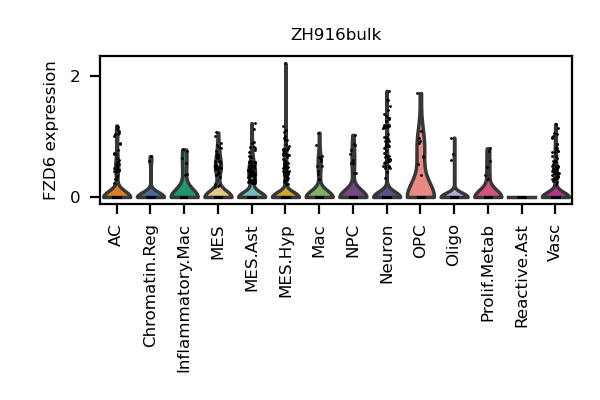 ZH916bulk
FZD6 expression
2
0
AC
Chromatin.Reg
Inflammatory.Mac
MES
MES.Ast
MES.Hyp
Mac
NPC
Neuron
OPC
Oligo
Prolif.Metab
Reactive.Ast
Vasc